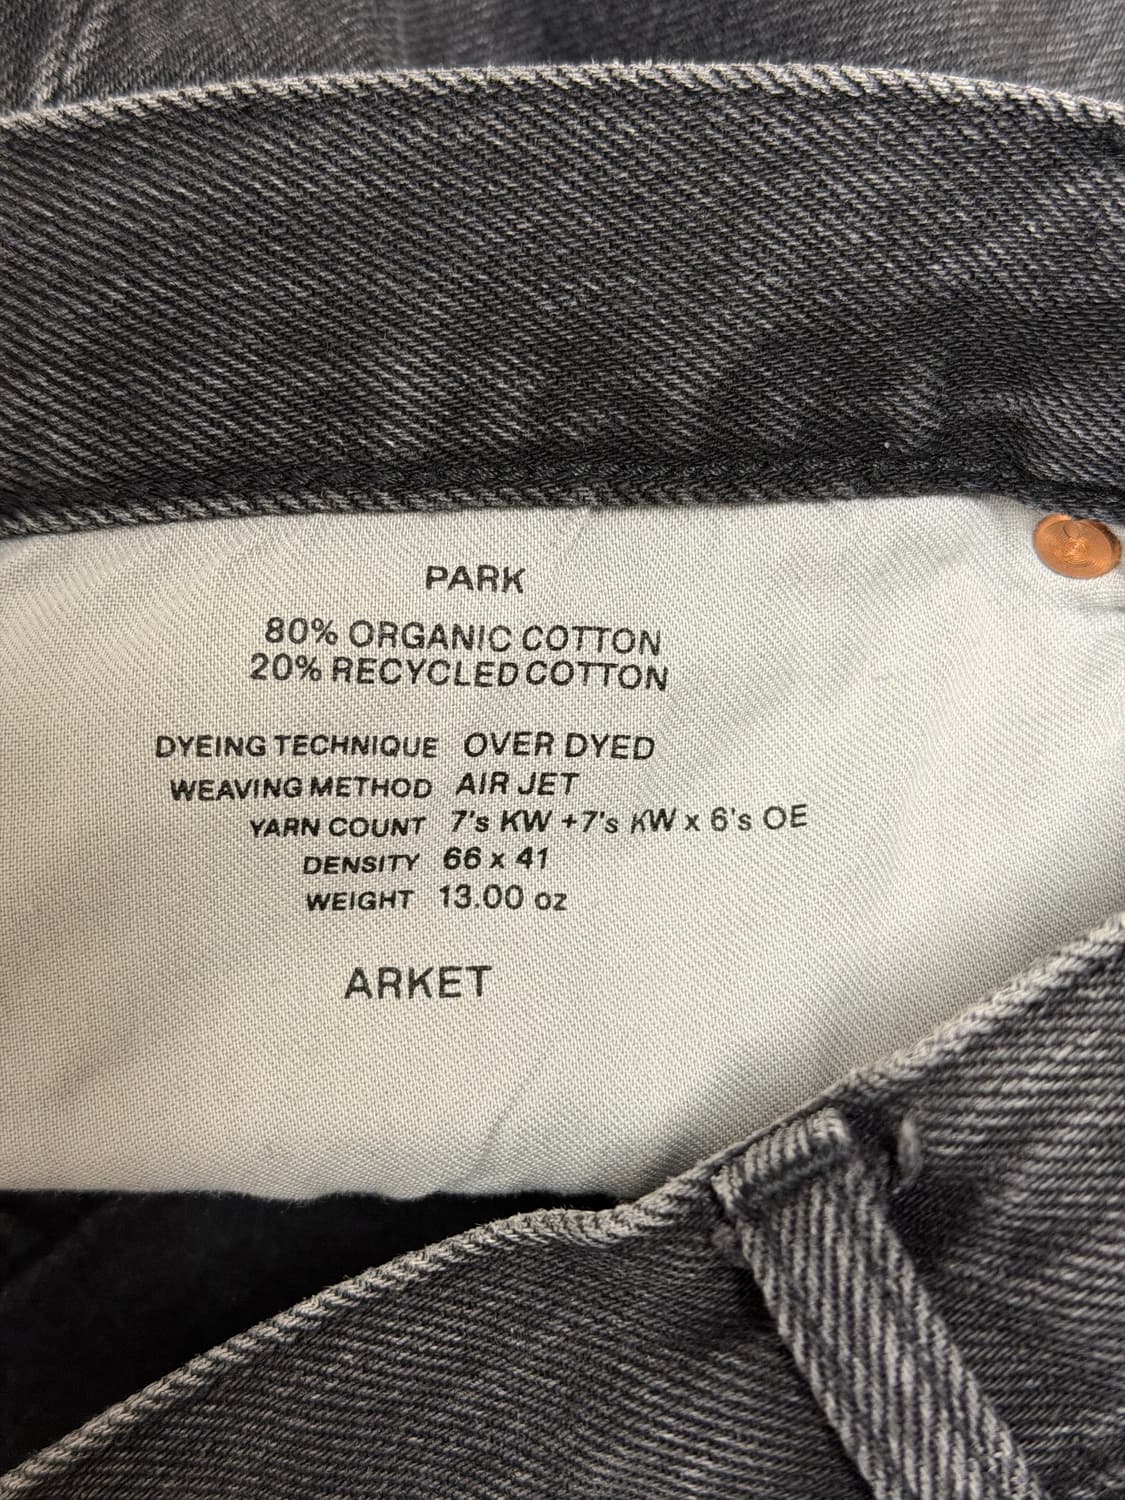 PARK
80% ORGANIC COTTON
20% RECYCLED COTTON
DYEING TECHNIQUE OVER DYED
WEAVING METHOD AIR JET
YARN COUNT 7's KW + 7's KW x 6's OE
DENSITY 66 x 41
WEIGHT 13.00 oz
ARKET